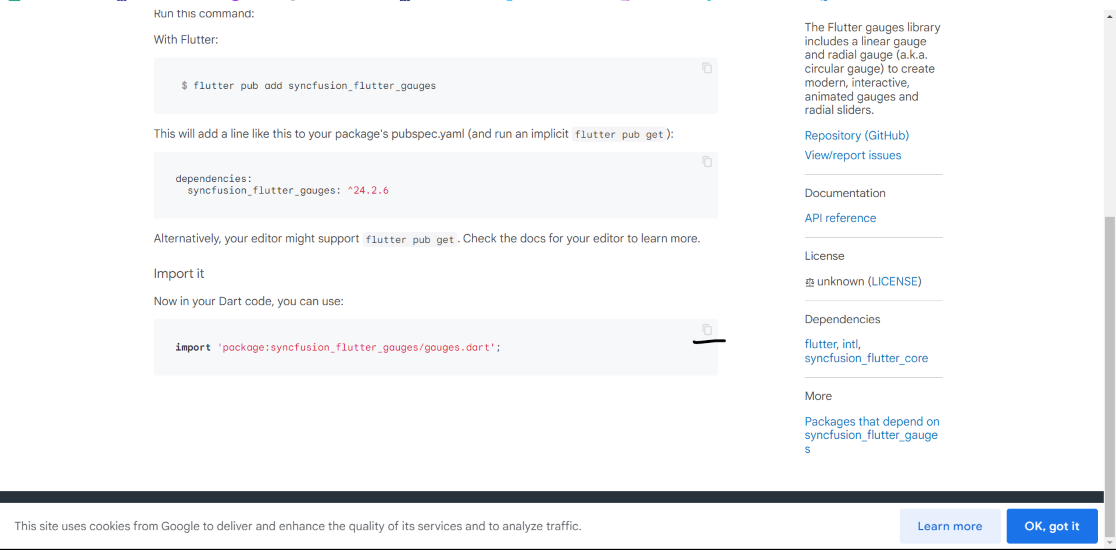 Run this command:
With Flutter:
$ flutter pub add syncfusion_flutter_gauges
This will add a line like this to your package's pubspec.yaml (and run an implicit flutter pub get):
dependencies:
syncfusion_flutter_gauges: ^24.2.6
Alternatively, your editor might support flutter pub get. Check the docs for your editor to learn more.
Import it
Now in your Dart code, you can use:
import 'package:syncfusion_flutter_gauges/gauges.dart';
The Flutter gauges library
includes a linear gauge
and radial gauge (a.k.a.
circular gauge) to create
modern, interactive,
animated gauges and
radial sliders.
Repository (GitHub)
View/report issues
Documentation
API reference
License
unknown (LICENSE)
Dependencies
flutter, intl,
syncfusion_flutter_core
More
Packages that depend on
syncfusion_flutter_gauge
s
This site uses cookies from Google to deliver and enhance the quality of its services and to analyze traffic.
Learn more
OK, got it